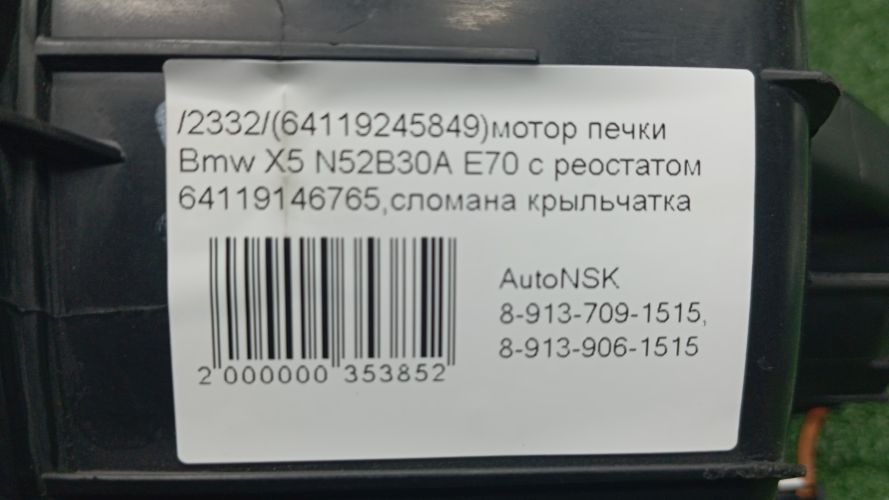 /2332/(64119245849)мотор печки
Bmw X5 N52B30A E70 с реостатом
64119146765,сломана крыльчатка
AutoNSK
8-913-709-1515,
8-913-906-1515
2 000000 353852